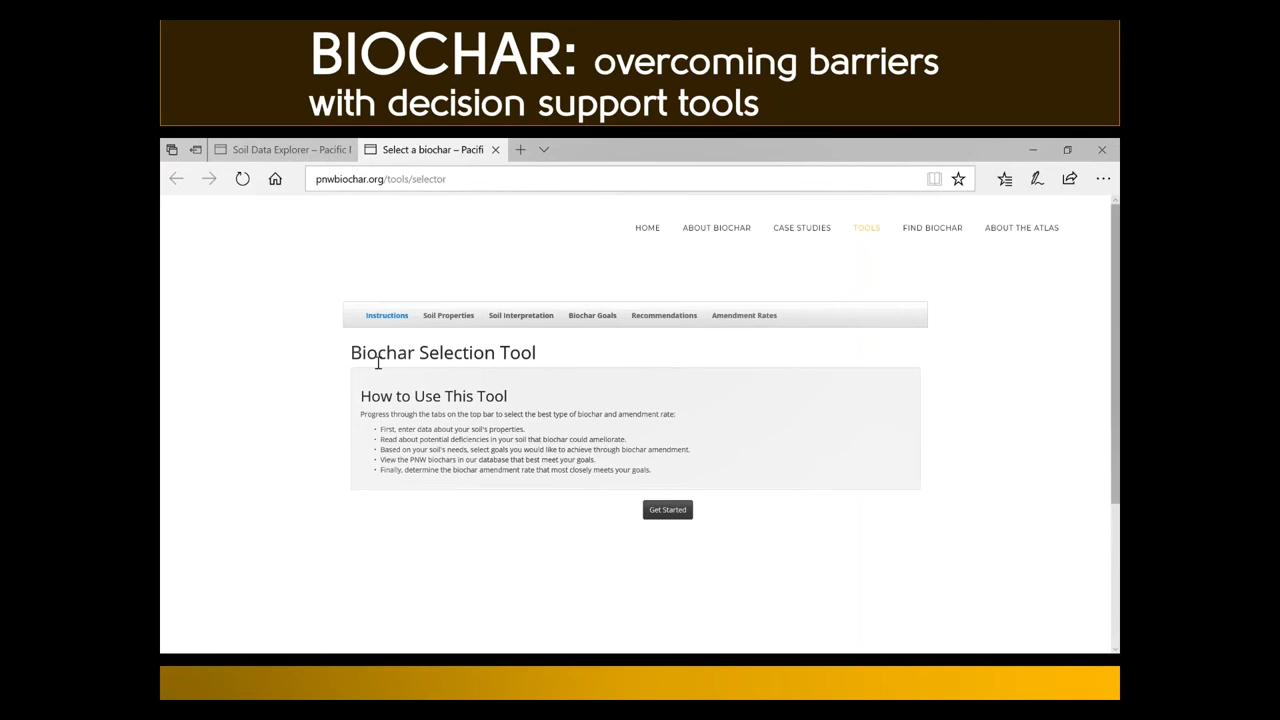 BIOCHAR: overcoming barriers
with decision support tools
Soil Data Explorer – Pacific
Select a biochar – Pacifi
pnwbiochar.org/tools/selector
HOME ABOUT BIOCHAR CASE STUDIES TOOLS FIND BIOCHAR ABOUT THE ATLAS
Instructions Soil Properties Soil Interpretation Biochar Goals Recommendations Amendment Rates
Biochar Selection Tool
How to Use This Tool
Progress through the tabs on the top bar to select the best type of biochar and amendment rate:
• First, enter data about your soil's properties.
• Read about potential deficiencies in your soil that biochar could ameliorate.
• Based on your soil's needs, select goals you would like to achieve through biochar amendment.
• View the PNW biochars in our database that best meet your goals.
• Finally, determine the biochar amendment rate that most closely meets your goals.
Get Started